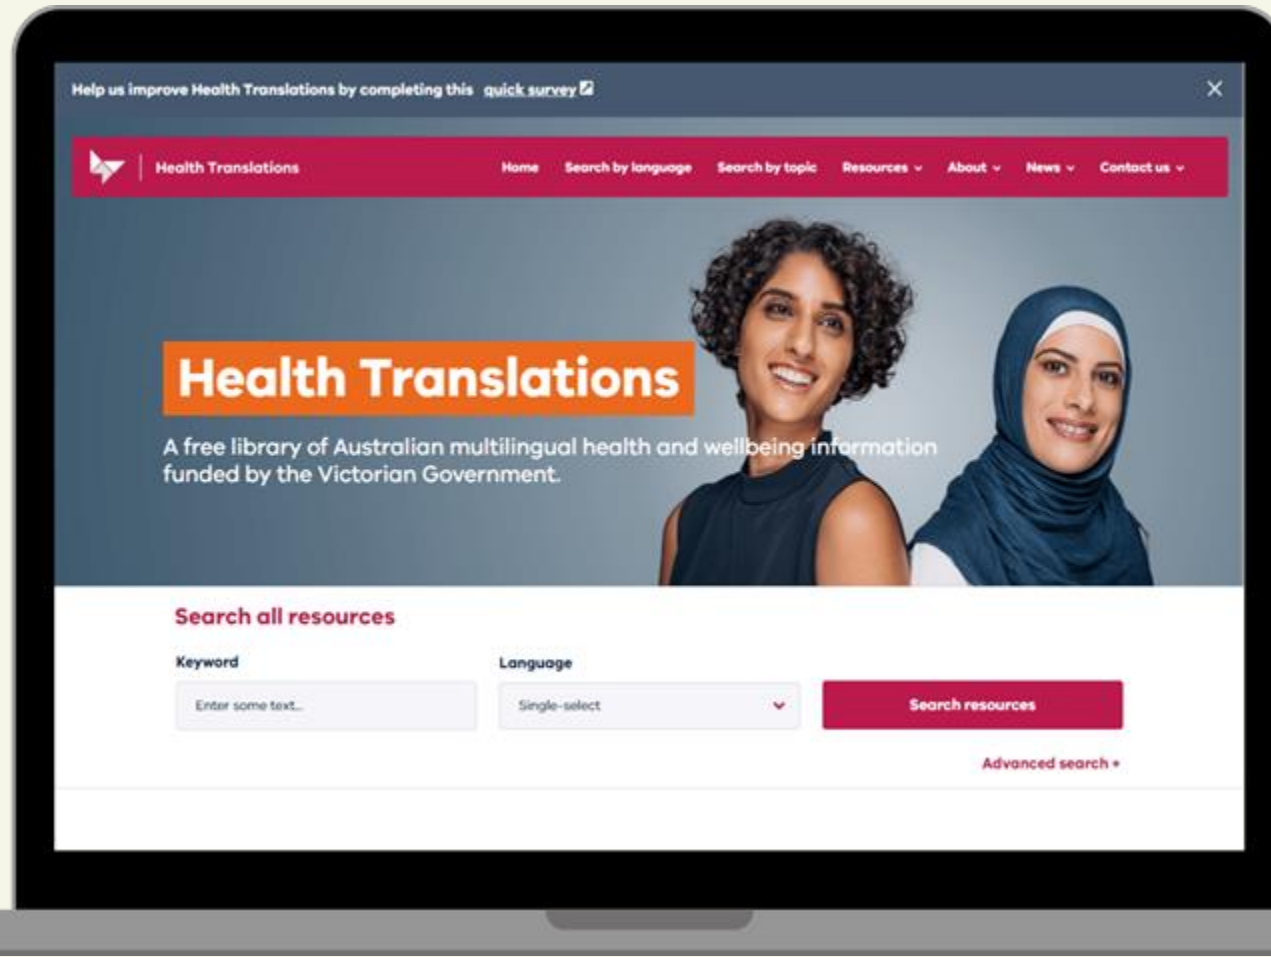 Help us improve Health Translations by completing this quick survey
Health Translations Home Search by language Search by topic Resources About News Contact us
Health Translations
A free library of Australian multilingual health and wellbeing information
funded by the Victorian Government.
Search all resources
Keyword Language
Enter some text... Single-select Search resources
Advanced search +